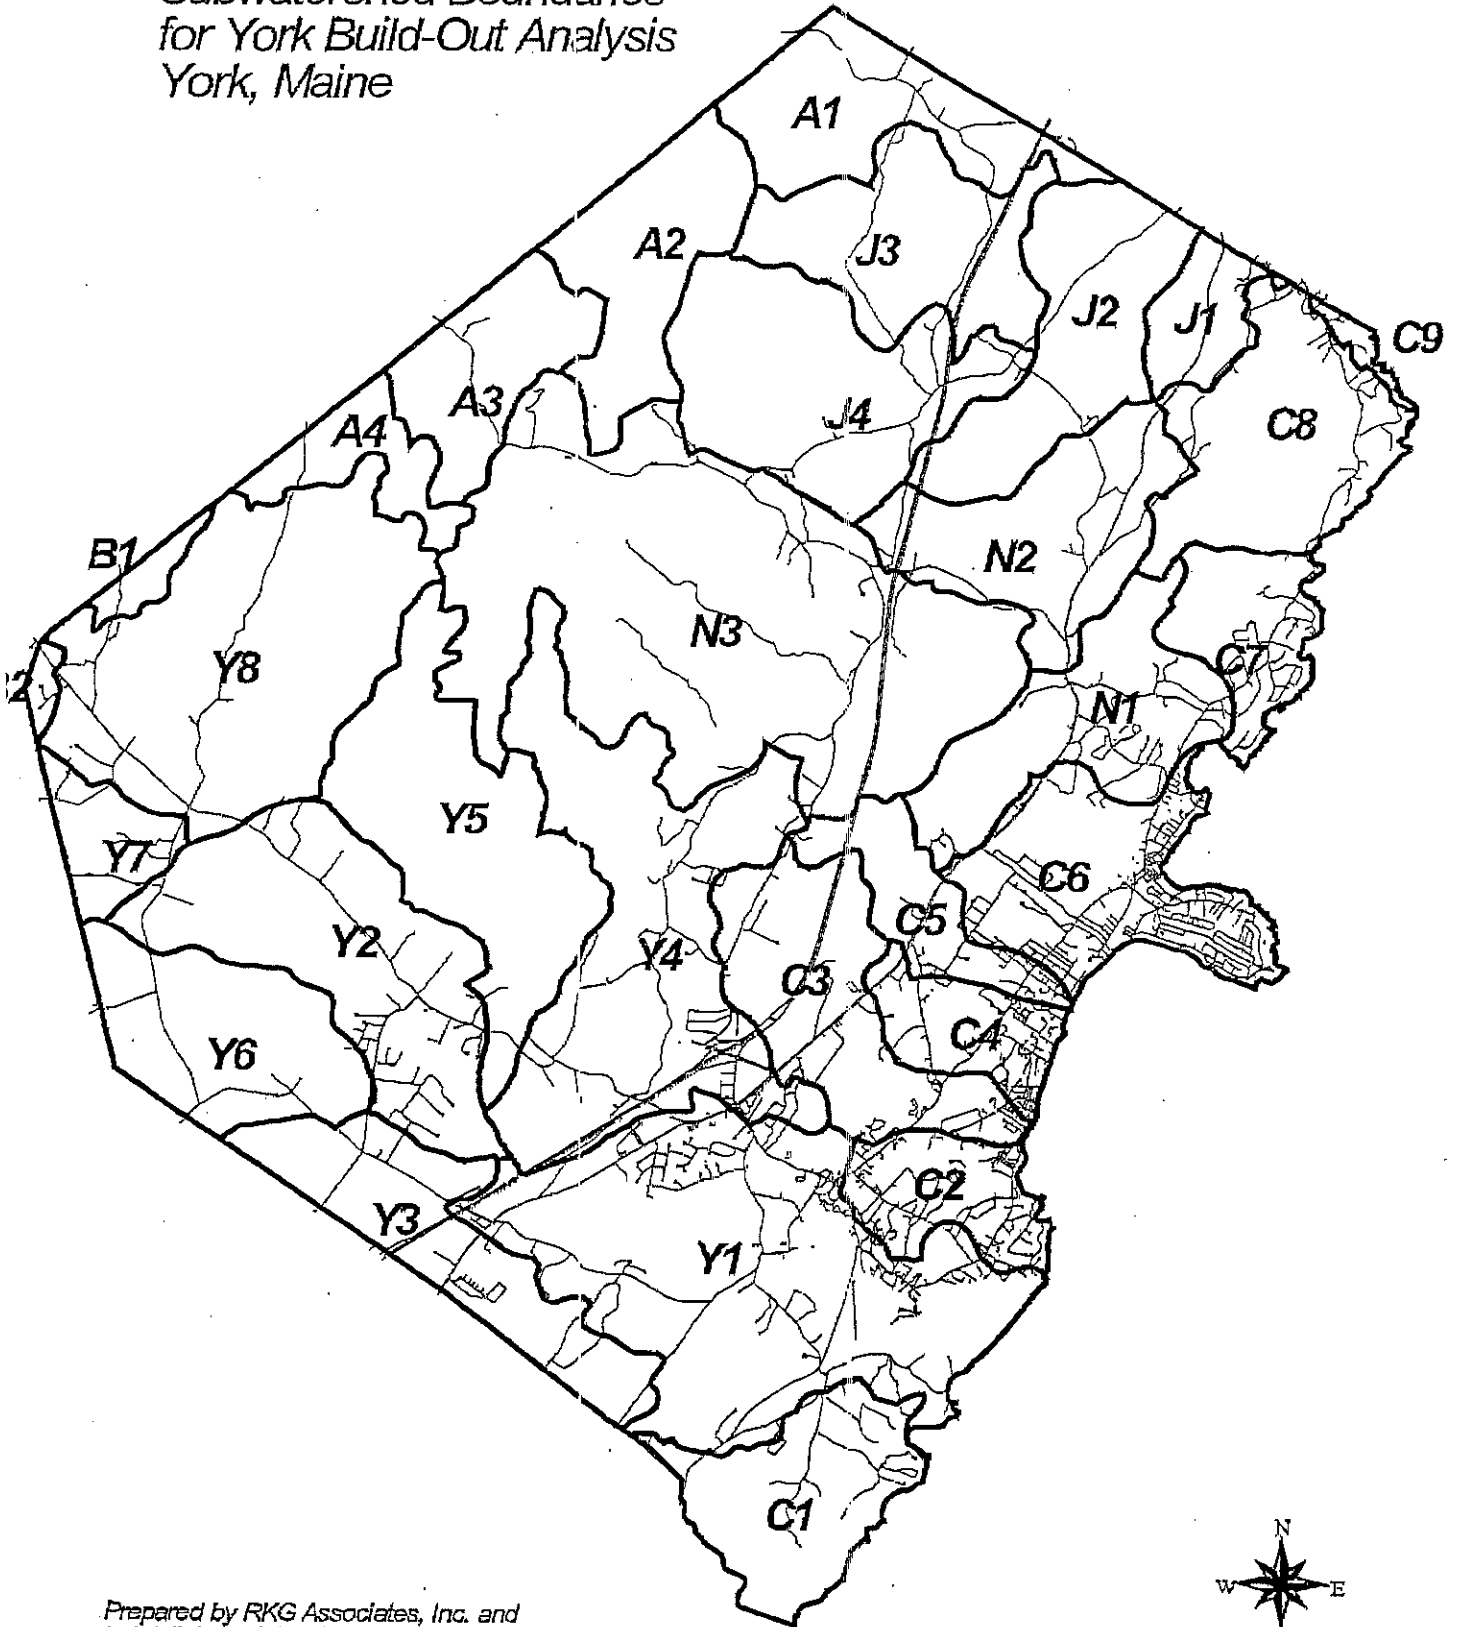 Subwatershed Boundaries
for York Build-Out Analysis
York, Maine
A1
A2
J3
J2
J1
C9
A3
A4
J4
C8
B1
N2
N3
Y8
C7
N1
Y5
Y7
C6
C5
Y2
Y4
C3
C4
Y6
C2
Y3
Y1
C1
N
W
E
Prepared by RKG Associates, Inc. and